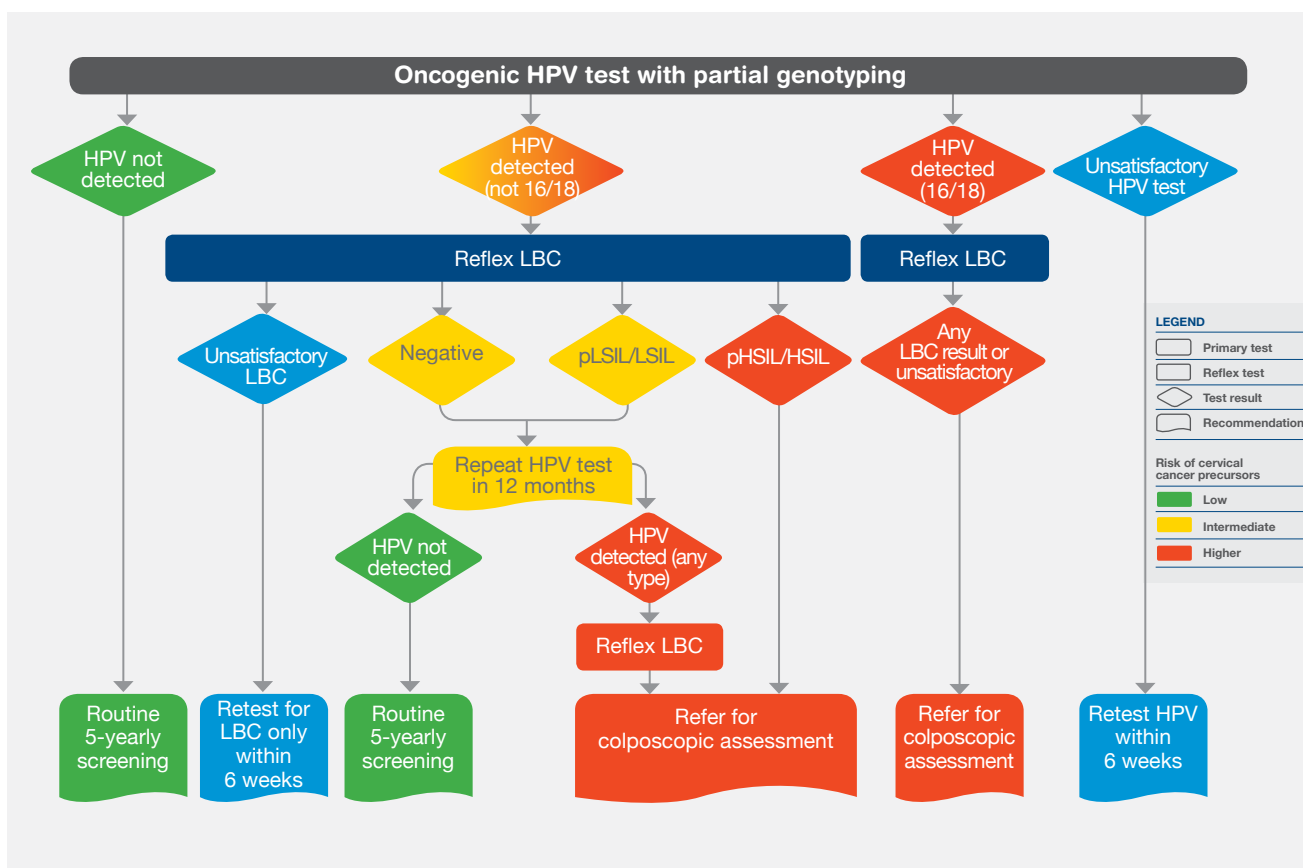 Oncogenic HPV test with partial genotyping
HPV not
detected
HPV
detected
(not 16/18)
HPV
detected
(16/18)
Unsatisfactory
HPV test
Reflex LBC
Reflex LBC
Unsatisfactory
LBC
Negative
pLSIL/LSIL
pHSIL/HSIL
Any
LBC result or
unsatisfactory
LEGEND
Primary test
Reflex test
Test result
Recommendation
Risk of cervical
cancer precursors
Low
Intermediate
Higher
Repeat HPV test
in 12 months
HPV not
detected
HPV
detected (any
type)
Reflex LBC
Routine
5-yearly
screening
Retest for
LBC only
within
6 weeks
Routine
5-yearly
screening
Refer for
colposcopic assessment
Refer for
colposcopic
assessment
Retest HPV
within
6 weeks